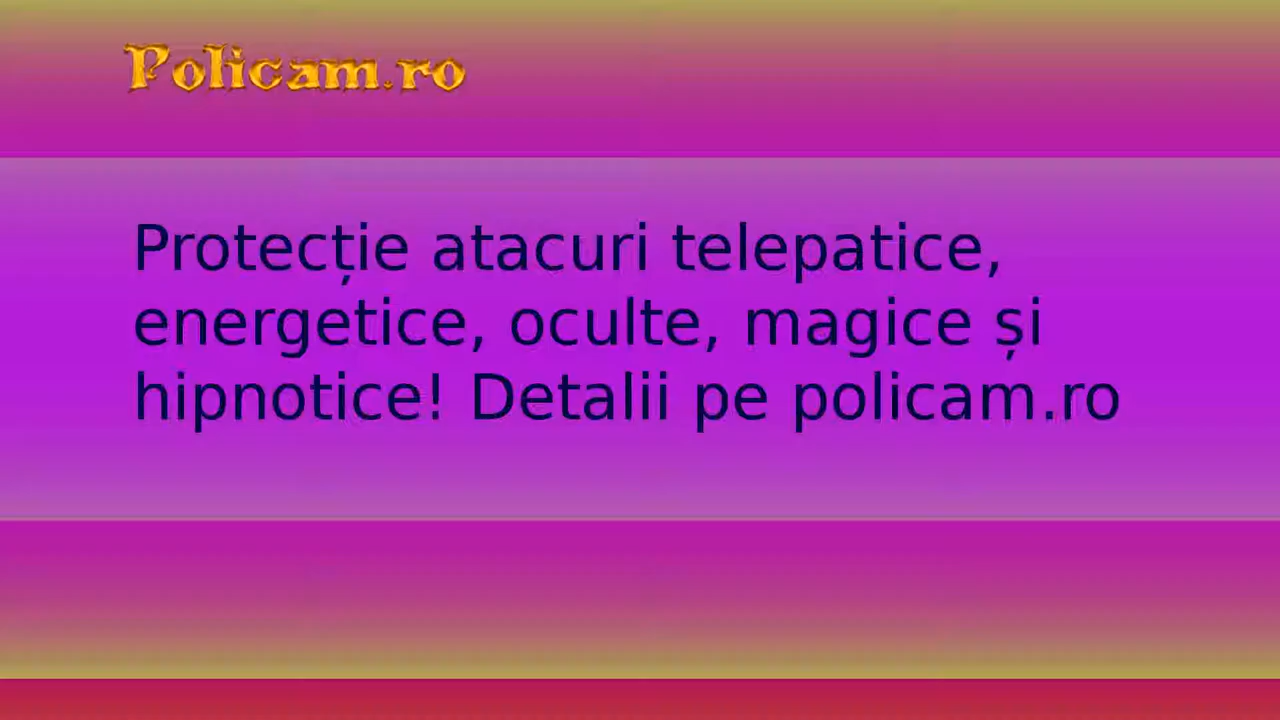 Policam.ro
Protecție atacuri telepatice,
energetice, oculte, magice și
hipnotice! Detalii pe policam.ro